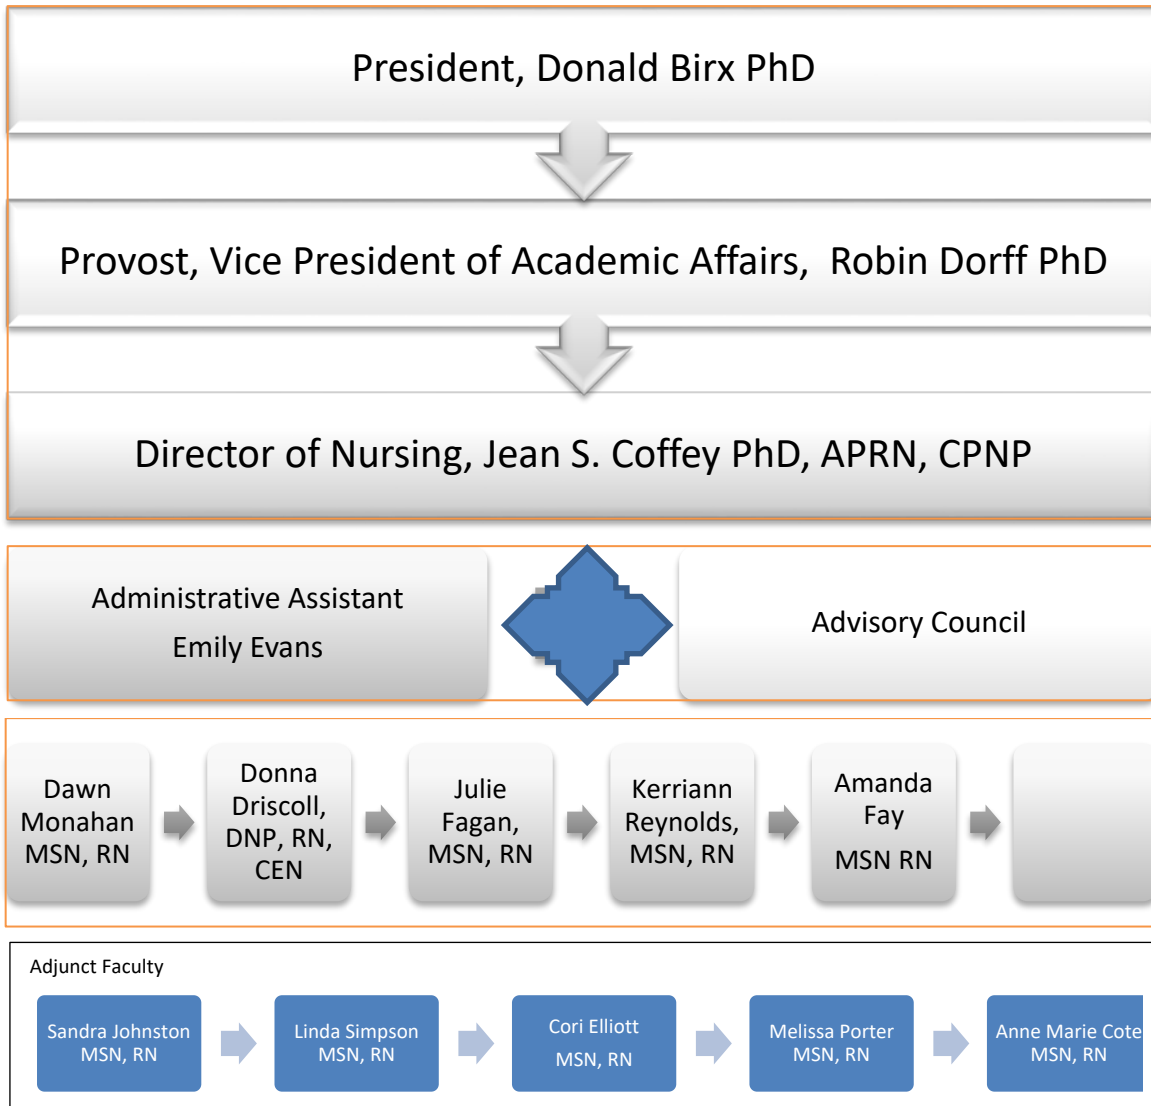 President, Donald Birx PhD
Provost, Vice President of Academic Affairs,  Robin Dorff PhD
Director of Nursing, Jean S. Coffey PhD, APRN, CPNP
Administrative Assistant
Emily Evans
Advisory Council
Dawn
Monahan
MSN, RN
Donna
Driscoll,
DNP, RN,
CEN
Julie
Fagan,
MSN, RN
Kerriann
Reynolds,
MSN, RN
Amanda
Fay
MSN RN
Adjunct Faculty
Sandra Johnston
MSN, RN
Linda Simpson
MSN, RN
Cori Elliott
MSN, RN
Melissa Porter
MSN, RN
Anne Marie Cote
MSN, RN